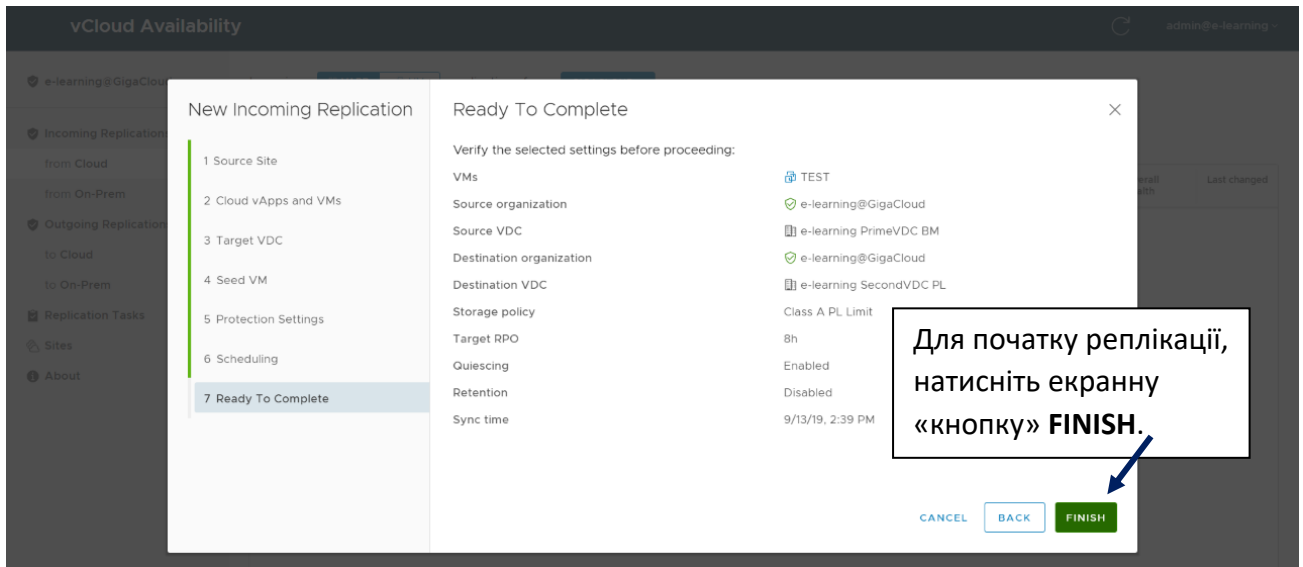 vCloud Availability
admin@e-learning
e-learning@GigaCloud
Incoming Replications
from Cloud
from On-Prem
Outgoing Replication
to Cloud
to On-Prem
Replication Tasks
Sites
About
Last changed
New Incoming Replication
1 Source Site
2 Cloud vApps and VMs
3 Target VDC
4 Seed VM
5 Protection Settings
6 Scheduling
7 Ready To Complete
Ready To Complete
Verify the selected settings before proceeding:
VMs TEST
Source organization e-learning@GigaCloud
Source VDC e-learning PrimeVDC BM
Destination organization e-learning@GigaCloud
Destination VDC e-learning SecondVDC PL
Storage policy Class A PL Limit
Target RPO 8h
Quiescing Enabled
Retention Disabled
Sync time 9/13/19, 2:39 PM
Для початку реплікації,
натисніть екранну
«кнопку» FINISH.
CANCEL BACK FINISH